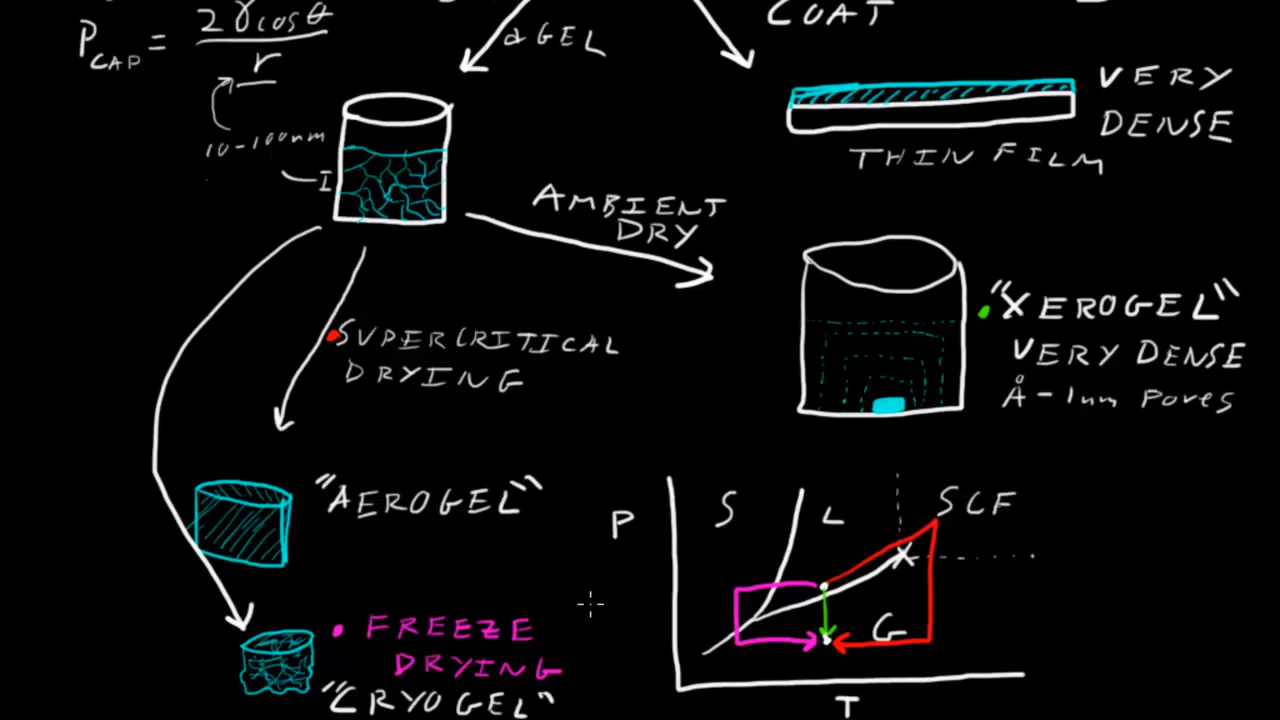 COAT
P_CAP = 2γcosθ / r
a GEL
10-100nm
VERY
DENSE
THIN FILM
AMBIENT
DRY
"XEROGEL"
VERY DENSE
Å - 1nm Pores
SUPERCRITICAL
DRYING
"AEROGEL"
P
S
L
SCF
G
T
FREEZE
DRYING
"CRYOGEL"